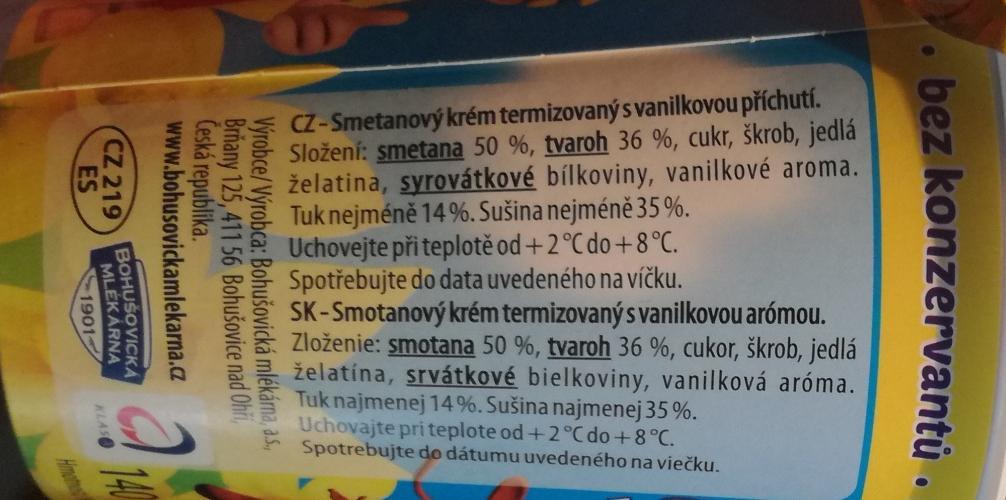 CZ - Smetanový krém termizovaný s vanilkovou příchutí.
Složení: smetana 50 %, tvaroh 36 %, cukr, škrob, jedlá
želatina, syrovátkové bílkoviny, vanilkové aroma.
Tuk nejméně 14 %. Sušina nejméně 35 %.
Uchovejte při teplotě od + 2 °C do + 8 °C.
Spotřebujte do data uvedeného na víčku.
SK - Smotanový krém termizovaný s vanilkovou arómou.
Zloženie: smotana 50 %, tvaroh 36 %, cukor, škrob, jedlá
želatína, srvátkové bielkoviny, vanilková aróma.
Tuk najmenej 14 %. Sušina najmenej 35 %.
Uchovajte pri teplote od + 2 °C do + 8 °C.
Spotrebujte do dátumu uvedeného na viečku.
Výrobce/Výrobca: Bohušovická mlékárna, a.s.,
Brňany 125, 411 56 Bohušovice nad Ohří,
Česká republika.
www.bohusovickamlekarna.cz
CZ 219
ES
BOHUŠOVICKÁ
MLÉKÁRNA
1901
KLAS
140
• bez konzervantů •